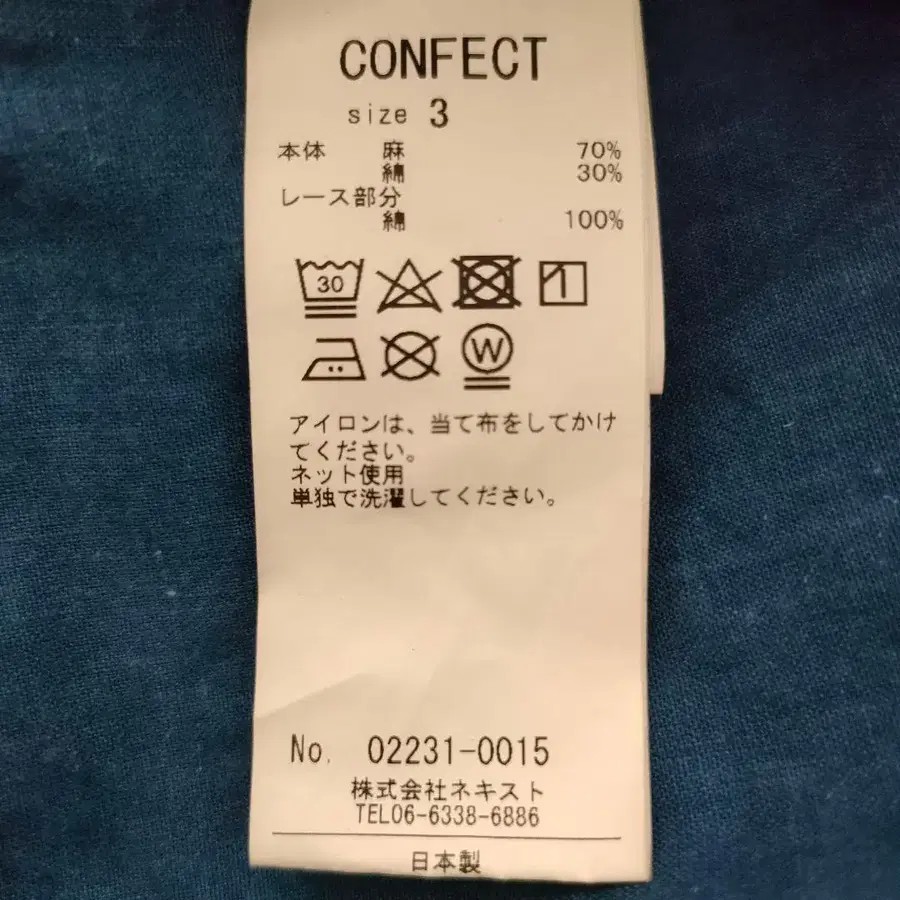 CONFECT
size 3
本体 麻 70%
綿 30%
レース部分
綿 100%
30
W
アイロンは、当て布をしてかけ
てください。
ネット使用
単独で洗濯してください。
No. 02231-0015
株式会社ネキスト
TEL06-6338-6886
日本製